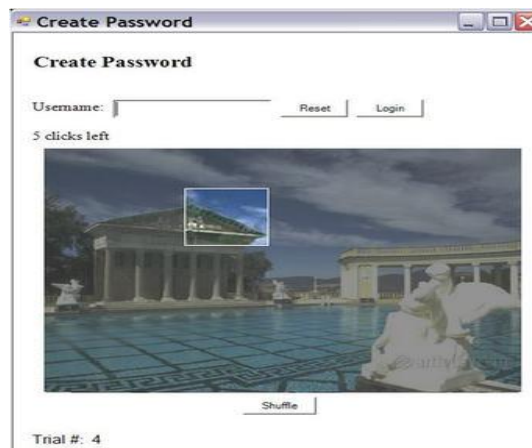 Create Password
Create Password
Username: Reset Login
5 clicks left
Shuffle
Trial #: 4